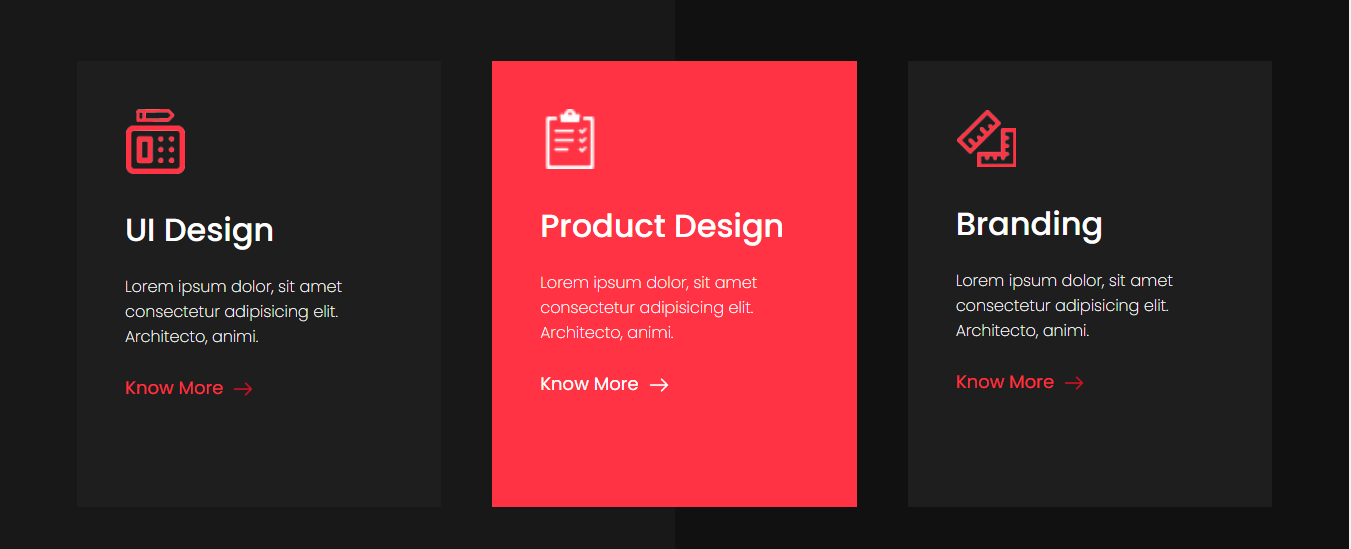 UI Design
Lorem ipsum dolor, sit amet
consectetur adipisicing elit.
Architecto, animi.
Know More
Product Design
Lorem ipsum dolor, sit amet
consectetur adipisicing elit.
Architecto, animi.
Know More
Branding
Lorem ipsum dolor, sit amet
consectetur adipisicing elit.
Architecto, animi.
Know More